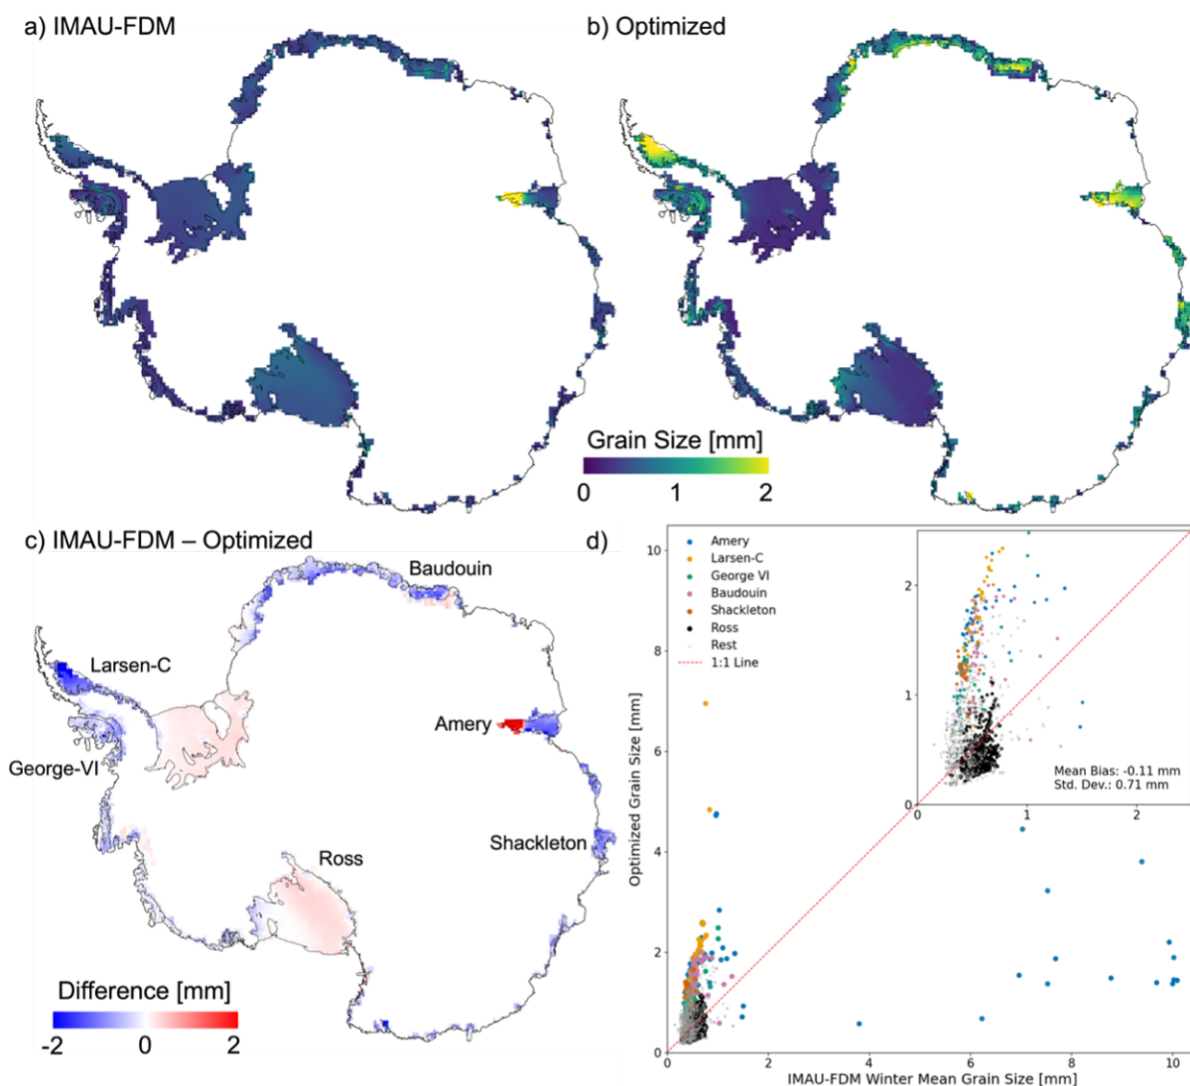 a) IMAU-FDM
b) Optimized
Grain Size [mm]
0 1 2
c) IMAU-FDM – Optimized
Baudouin
Larsen-C
Amery
George-VI
Shackleton
Ross
Difference [mm]
-2 0 2
d)
Amery
Larsen-C
George VI
Baudouin
Shackleton
Ross
Rest
1:1 Line
Optimized Grain Size [mm]
10
8
6
4
2
0
0 2 4 6 8 10
IMAU-FDM Winter Mean Grain Size [mm]
2
1
0
0 1 2
Mean Bias: -0.11 mm
Std. Dev.: 0.71 mm